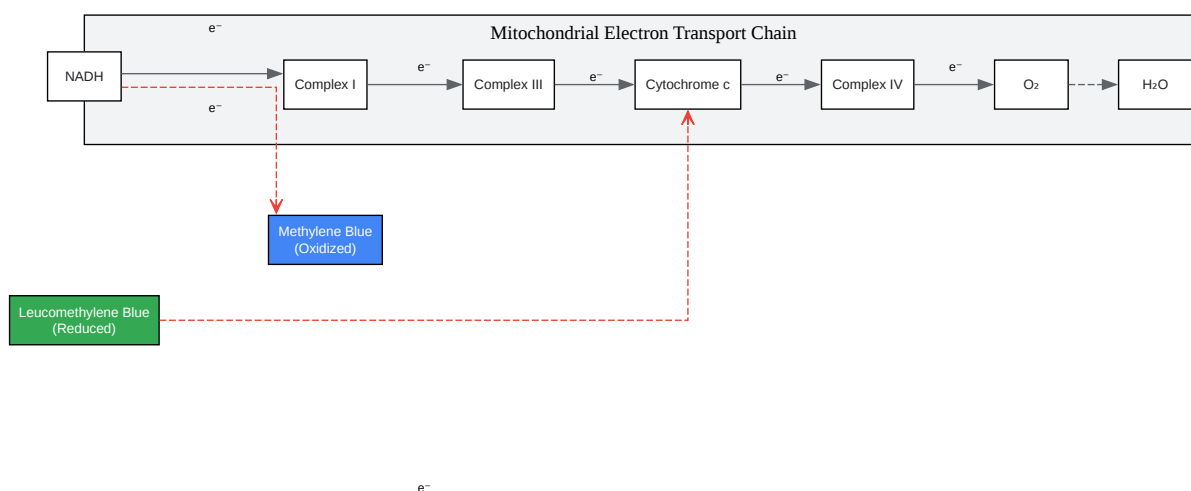 e⁻
Mitochondrial Electron Transport Chain
NADH
e⁻
e⁻
e⁻
e⁻
Complex I
Complex III
Cytochrome c
Complex IV
O₂
H₂O
e⁻
Methylene Blue
(Oxidized)
Leucomethylene Blue
(Reduced)
e⁻